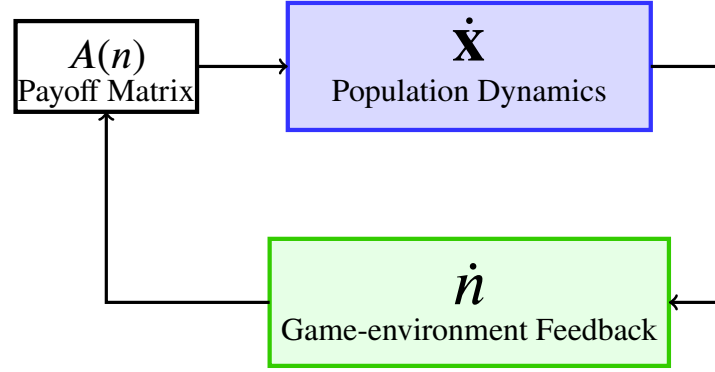 A(n)
Payoff Matrix
ẋ
Population Dynamics
ṅ
Game-environment Feedback